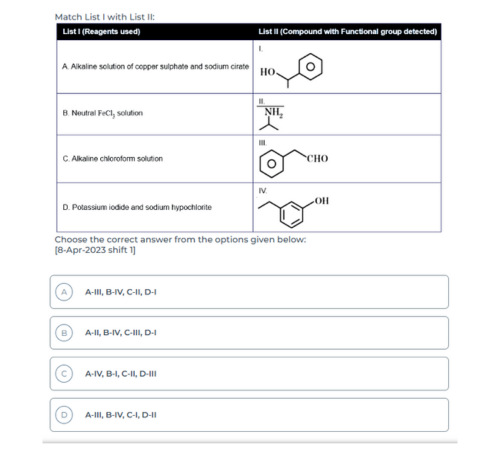 Match List I with List II:
List I (Reagents used) List II (Compound with Functional group detected)
A. Alkaline solution of copper sulphate and sodium cirate
I.
HO
B. Neutral FeCl₃ solution
II.
NH₂
C. Alkaline chloroform solution
III.
CHO
D. Potassium iodide and sodium hypochlorite
IV.
OH
Choose the correct answer from the options given below:
[8-Apr-2023 shift 1]
A A-III, B-IV, C-II, D-I
B A-II, B-IV, C-III, D-I
C A-IV, B-I, C-II, D-III
D A-III, B-IV, C-I, D-II